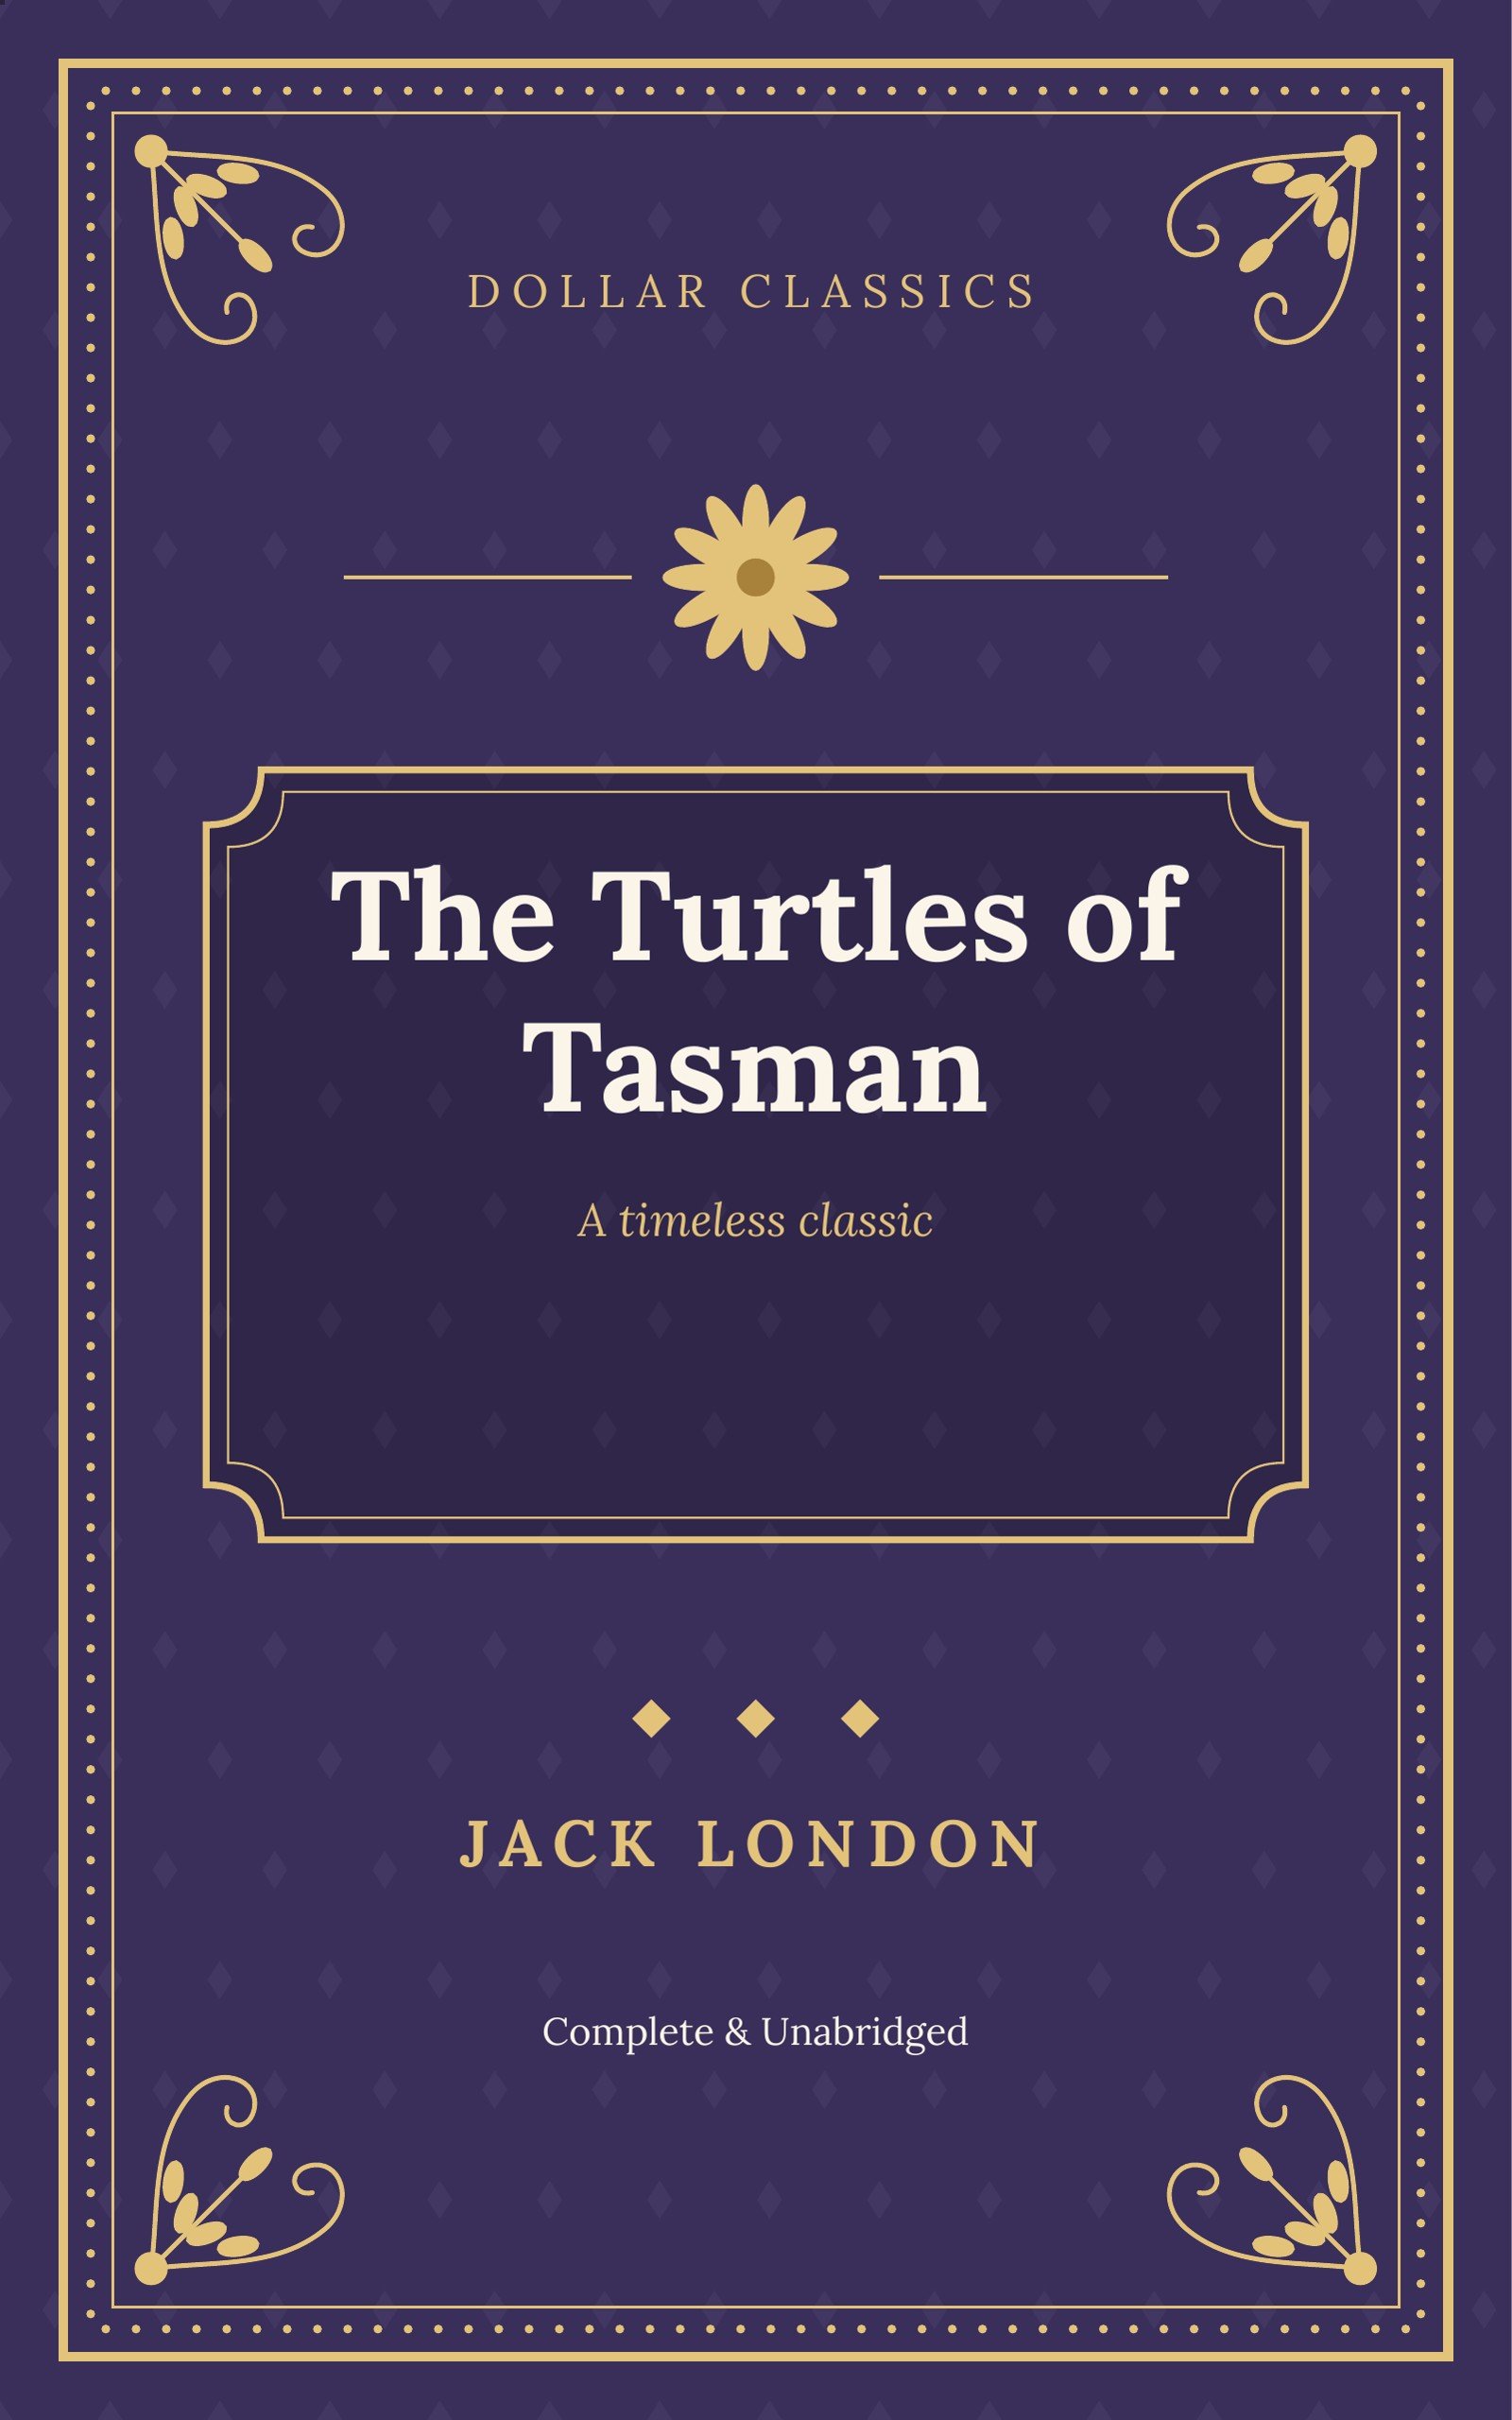 DOLLAR CLASSICS
The Turtles of
Tasman
A timeless classic
JACK LONDON
Complete & Unabridged